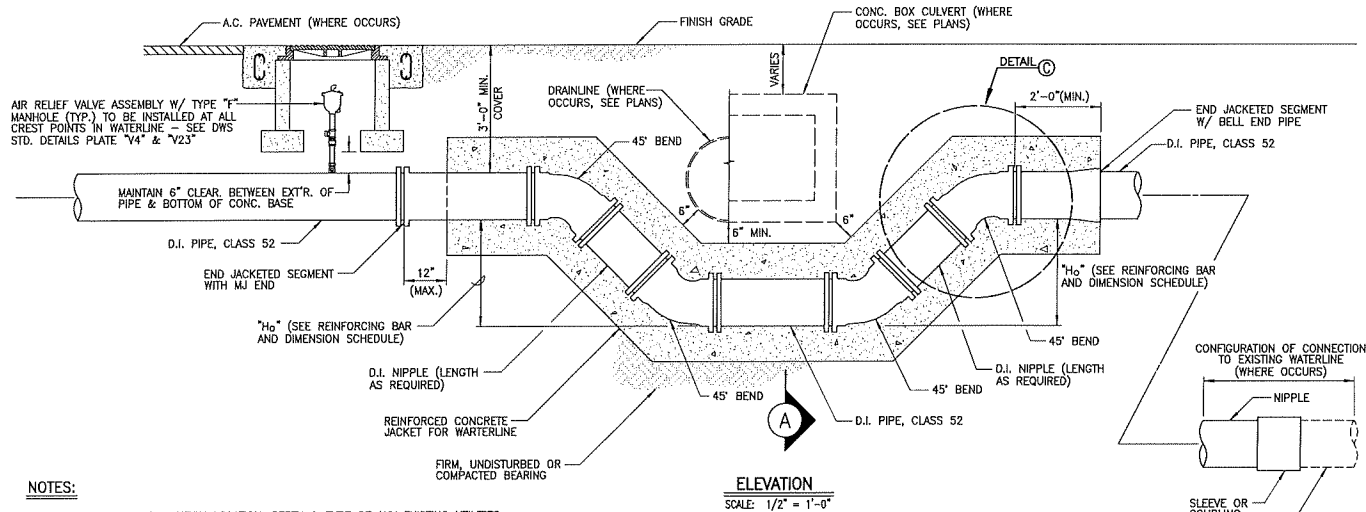 A.C. PAVEMENT (WHERE OCCURS)
FINISH GRADE
CONC. BOX CULVERT (WHERE
OCCURS, SEE PLANS)
DETAIL C
2'-0"(MIN.)
VARIES
DRAINLINE (WHERE
OCCURS, SEE PLANS)
3'-0" MIN.
COVER
AIR RELIEF VALVE ASSEMBLY W/ TYPE "F"
MANHOLE (TYP.) TO BE INSTALLED AT ALL
CREST POINTS IN WATERLINE – SEE DWS
STD. DETAILS PLATE "V4" & "V23"
END JACKETED SEGMENT
W/ BELL END PIPE
D.I. PIPE, CLASS 52
45° BEND
MAINTAIN 6" CLEAR. BETWEEN EXT'R. OF
PIPE & BOTTOM OF CONC. BASE
6"
6" MIN.
6"
D.I. PIPE, CLASS 52
END JACKETED SEGMENT
WITH MJ END
12"
(MAX.)
"Ho" (SEE REINFORCING BAR
AND DIMENSION SCHEDULE)
"Ho" (SEE REINFORCING BAR
AND DIMENSION SCHEDULE)
45° BEND
D.I. NIPPLE (LENGTH
AS REQUIRED)
D.I. NIPPLE (LENGTH
AS REQUIRED)
45° BEND
45° BEND
A
D.I. PIPE, CLASS 52
REINFORCED CONCRETE
JACKET FOR WARTERLINE
FIRM, UNDISTURBED OR
COMPACTED BEARING
CONFIGURATION OF CONNECTION
TO EXISTING WATERLINE
(WHERE OCCURS)
NIPPLE
NOTES:
ELEVATION
SCALE: 1/2" = 1'-0"
SLEEVE OR
COUPLING